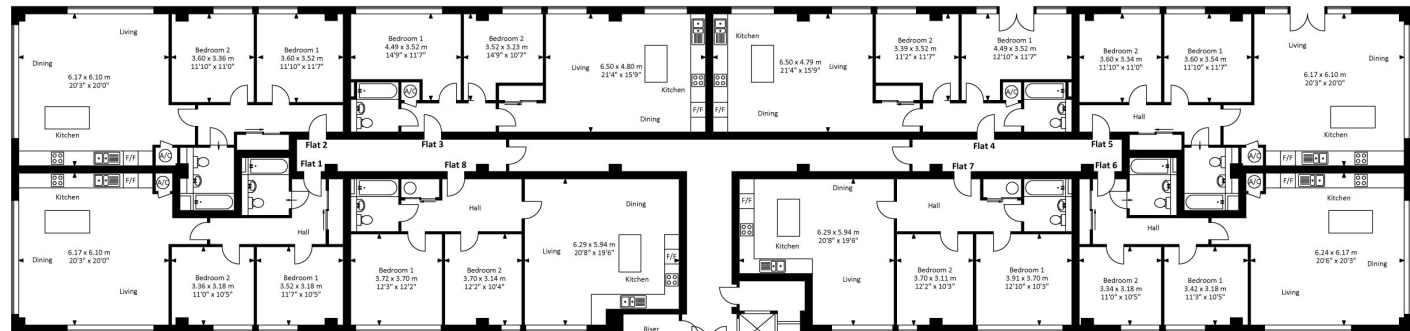 Living
Dining
6.17 x 6.10 m
20'3" x 20'0"
Kitchen
F/F
A/C
Bedroom 2
3.60 x 3.36 m
11'10" x 11'0"
Bedroom 1
3.60 x 3.52 m
11'10" x 11'7"
Flat 2
Bedroom 1
4.49 x 3.52 m
14'9" x 11'7"
Bedroom 2
3.52 x 3.23 m
14'9" x 10'7"
A/C
Living
6.50 x 4.80 m
21'4" x 15'9"
Kitchen
F/F
Dining
Flat 3
Kitchen
F/F
6.50 x 4.79 m
21'4" x 15'9"
Living
Dining
Bedroom 2
3.39 x 3.52 m
11'2" x 11'7"
Bedroom 1
4.49 x 3.52 m
12'10" x 11'7"
A/C
Flat 4
Bedroom 2
3.60 x 3.34 m
11'10" x 11'0"
Bedroom 1
3.60 x 3.54 m
11'10" x 11'7"
Hall
Flat 5
Living
Dining
6.17 x 6.10 m
20'3" x 20'0"
Kitchen
A/C
F/F
Flat 1
F/F
A/C
Kitchen
6.17 x 6.10 m
20'3" x 20'0"
Dining
Living
Hall
Bedroom 2
3.36 x 3.18 m
11'0" x 10'5"
Bedroom 1
3.52 x 3.18 m
11'7" x 10'5"
Flat 8
Hall
Bedroom 1
3.72 x 3.70 m
12'3" x 12'2"
Bedroom 2
3.70 x 3.14 m
12'2" x 10'4"
Dining
6.29 x 5.94 m
20'8" x 19'6"
Living
Kitchen
F/F
Riser
Dining
F/F
6.29 x 5.94 m
20'8" x 19'6"
Kitchen
Living
Flat 7
Hall
Bedroom 2
3.70 x 3.11 m
12'2" x 10'3"
Bedroom 1
3.91 x 3.70 m
12'10" x 10'3"
Flat 6
Hall
Bedroom 2
3.34 x 3.18 m
11'0" x 10'5"
Bedroom 1
3.42 x 3.18 m
11'3" x 10'5"
A/C
F/F
Kitchen
6.24 x 6.17 m
20'6" x 20'3"
Dining
Living